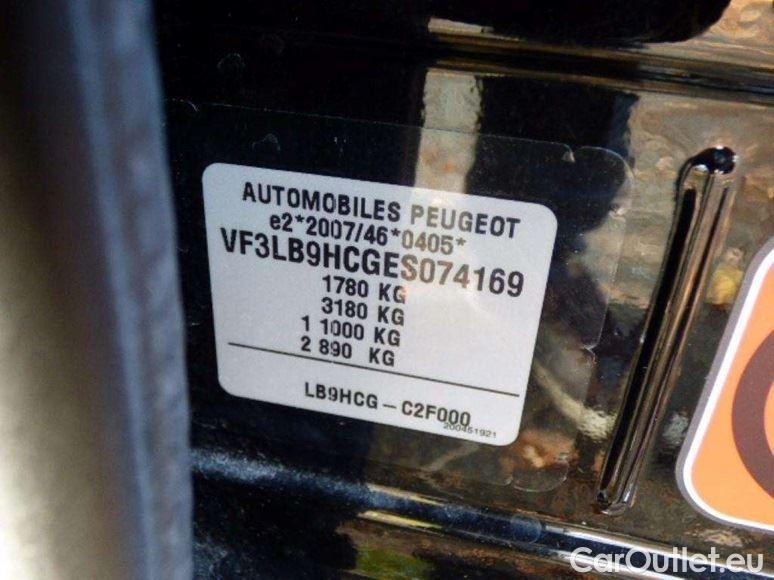 AUTOMOBILES PEUGEOT
e2*2007/46*0405*
VF3LB9HCGES074169
1780 KG
3180 KG
1 1000 KG
2 890 KG
LB9HCG - C2F000
200451921
CarOutlet.eu